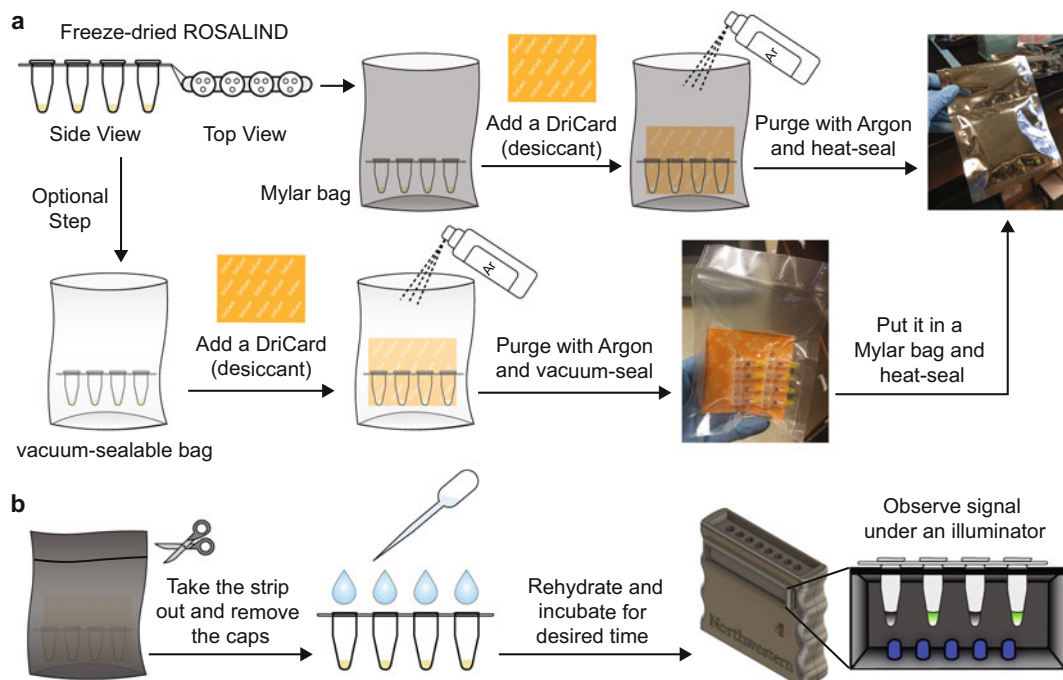 a
Freeze-dried ROSALIND
Side View
Top View
Mylar bag
Add a DriCard
(desiccant)
Ar
Purge with Argon
and heat-seal
Optional
Step
vacuum-sealable bag
Add a DriCard
(desiccant)
Ar
Purge with Argon
and vacuum-seal
Put it in a
Mylar bag and
heat-seal
b
Take the strip
out and remove
the caps
Rehydrate and
incubate for
desired time
4
Northwestern
Observe signal
under an illuminator